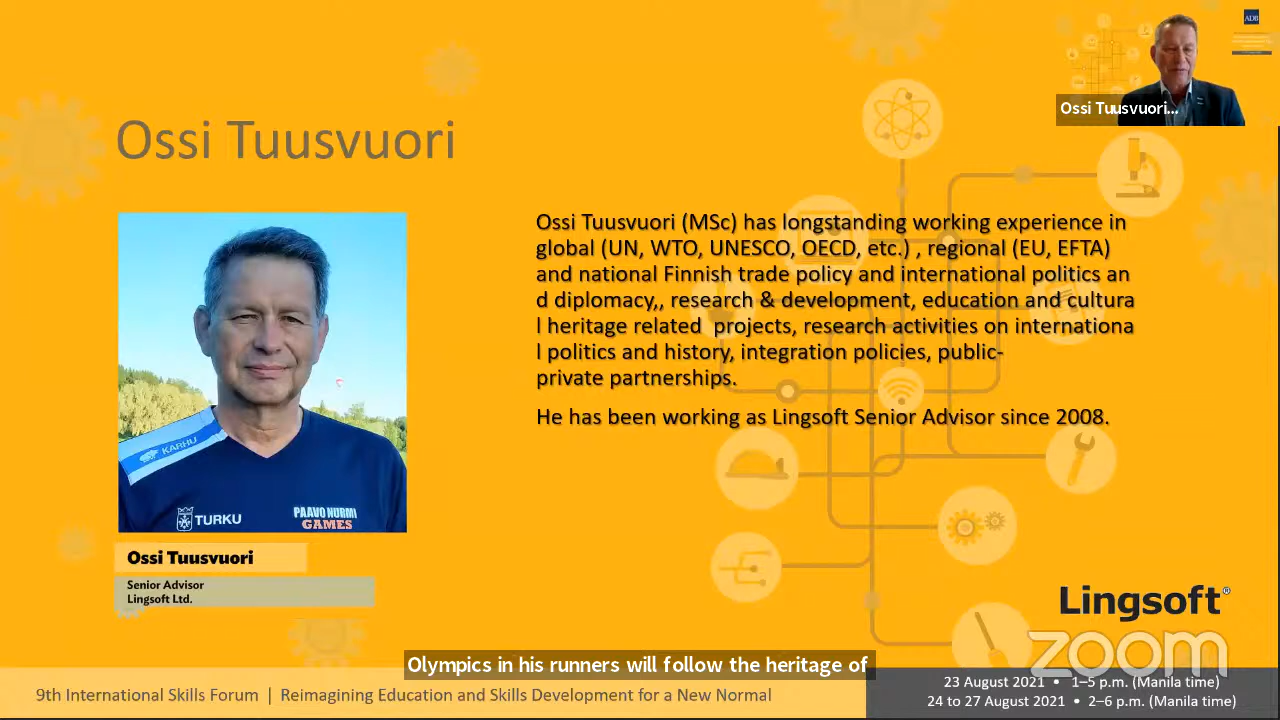 ADB
Ossi Tuusvuori...
Ossi Tuusvuori
Ossi Tuusvuori (MSc) has longstanding working experience in
global (UN, WTO, UNESCO, OECD, etc.) , regional (EU, EFTA)
and national Finnish trade policy and international politics an
d diplomacy,, research & development, education and cultura
l heritage related  projects, research activities on internationa
l politics and history, integration policies, public-
private partnerships.
He has been working as Lingsoft Senior Advisor since 2008.
KARHU
TURKU
PAAVO NURMI
GAMES
Ossi Tuusvuori
Senior Advisor
Lingsoft Ltd.
Lingsoft®
zoom
Olympics in his runners will follow the heritage of
9th International Skills Forum | Reimagining Education and Skills Development for a New Normal
23 August 2021 • 1–5 p.m. (Manila time)
24 to 27 August 2021 • 2–6 p.m. (Manila time)